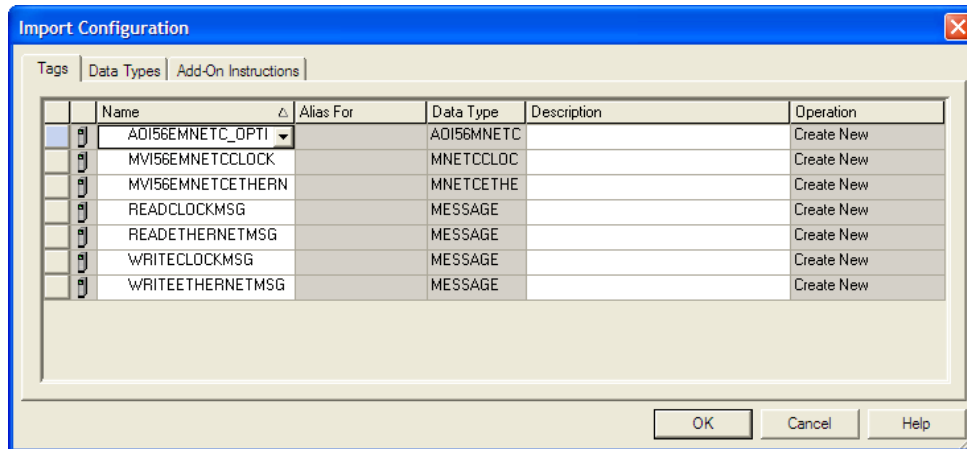 Import Configuration
Tags Data Types Add-On Instructions
Name Alias For Data Type Description Operation
AOI56EMNETC_OPTI AOI56MNETC Create New
MVI56EMNETCCLOCK MNETCCLOC Create New
MVI56EMNETCETHERN MNETCETHE Create New
READCLOCKMSG MESSAGE Create New
READETHERNETMSG MESSAGE Create New
WRITECLOCKMSG MESSAGE Create New
WRITEETHERNETMSG MESSAGE Create New
OK Cancel Help